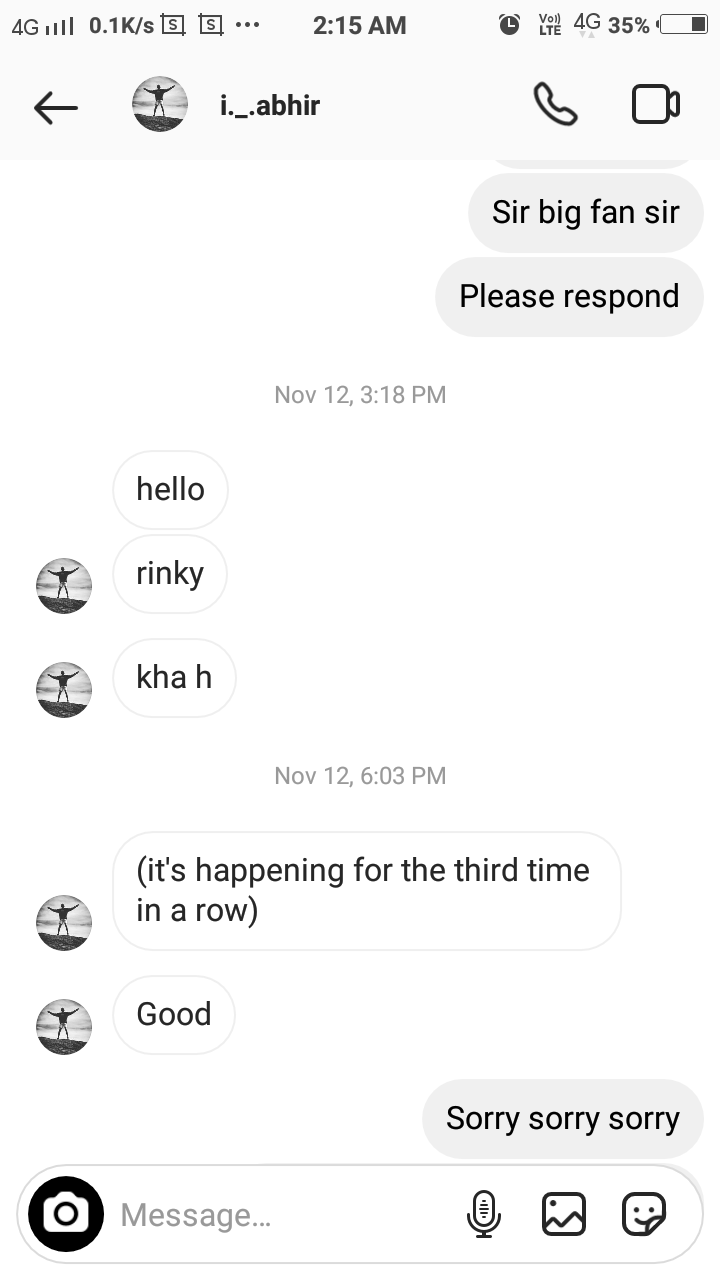 4G 0.1K/s S S ... 2:15 AM Vo)) LTE 4G 35%
i._.abhir
Sir big fan sir
Please respond
Nov 12, 3:18 PM
hello
rinky
kha h
Nov 12, 6:03 PM
(it's happening for the third time
in a row)
Good
Sorry sorry sorry
Message...